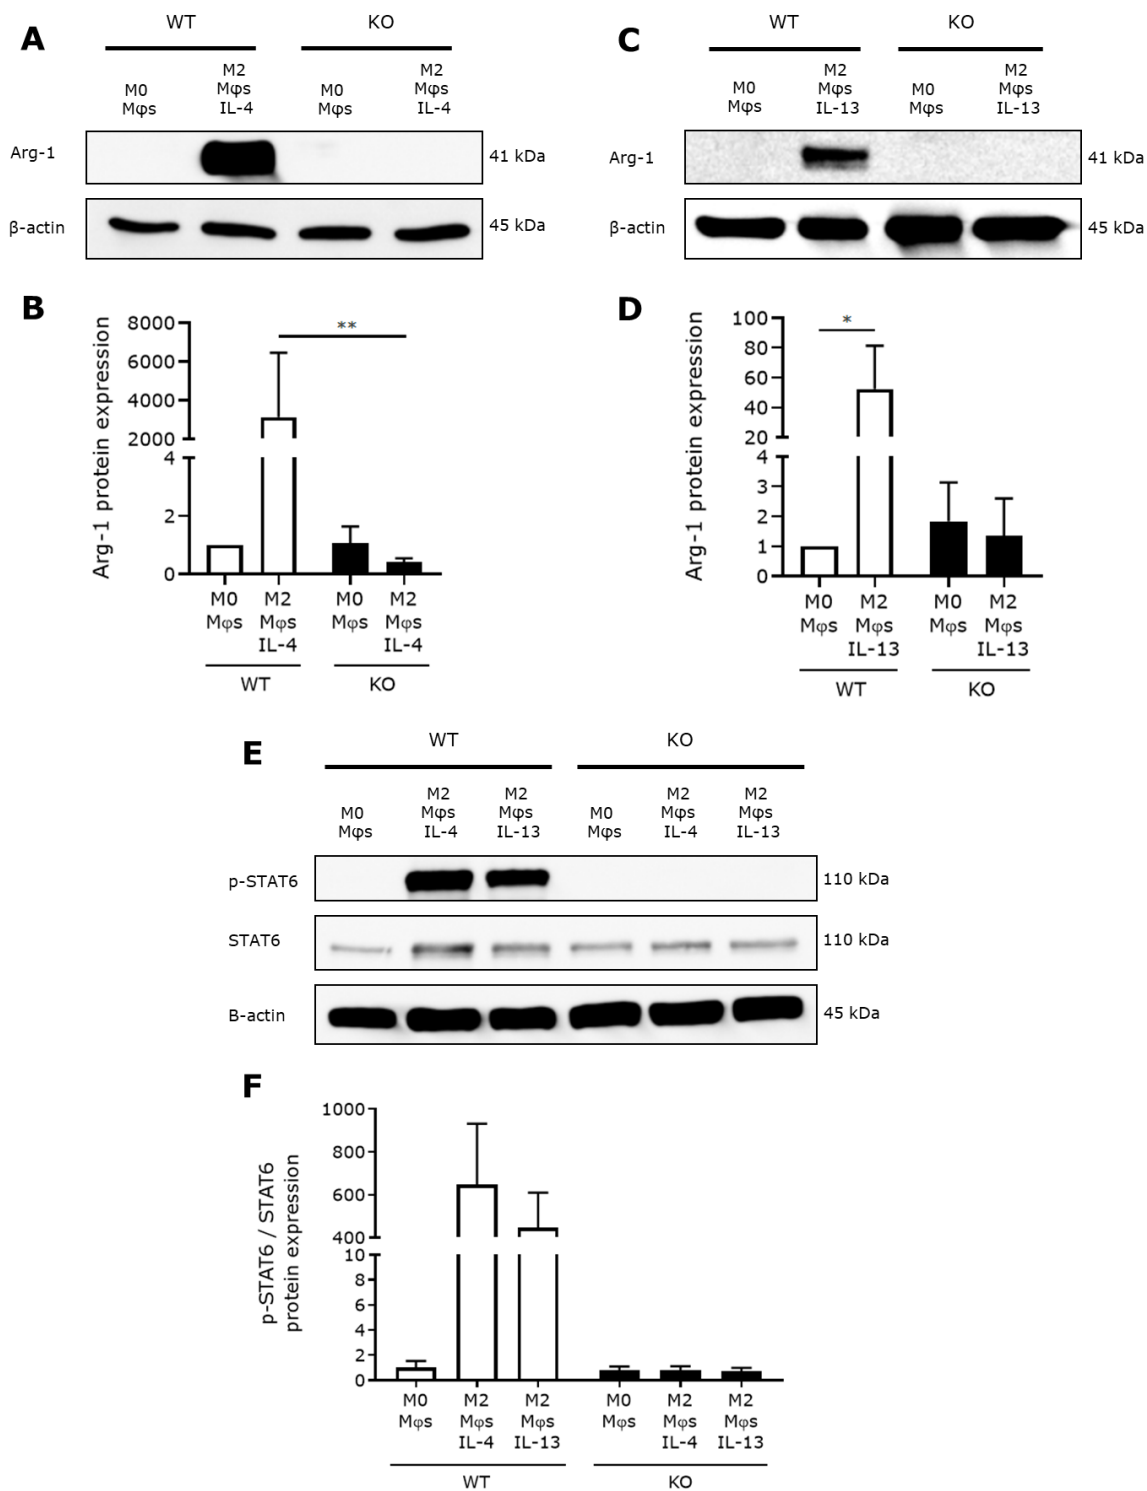 A
WT
KO
M0
Mφs
M2
Mφs
IL-4
M0
Mφs
M2
Mφs
IL-4
Arg-1
41 kDa
β-actin
45 kDa
C
WT
KO
M0
Mφs
M2
Mφs
IL-13
M0
Mφs
M2
Mφs
IL-13
Arg-1
41 kDa
β-actin
45 kDa
B
Arg-1 protein expression
8000
6000
4000
2000
4
2
0
**
M0
Mφs
M2
Mφs
IL-4
M0
Mφs
M2
Mφs
IL-4
WT
KO
D
Arg-1 protein expression
100
80
60
40
20
4
3
2
1
0
*
M0
Mφs
M2
Mφs
IL-13
M0
Mφs
M2
Mφs
IL-13
WT
KO
E
WT
KO
M0
Mφs
M2
Mφs
IL-4
M2
Mφs
IL-13
M0
Mφs
M2
Mφs
IL-4
M2
Mφs
IL-13
p-STAT6
110 kDa
STAT6
110 kDa
B-actin
45 kDa
F
p-STAT6 / STAT6
protein expression
1000
800
600
400
10
8
6
4
2
0
M0
Mφs
M2
Mφs
IL-4
M2
Mφs
IL-13
M0
Mφs
M2
Mφs
IL-4
M2
Mφs
IL-13
WT
KO